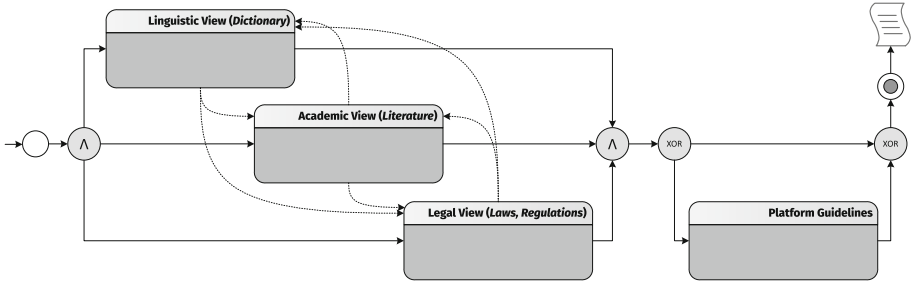 Linguistic View (Dictionary)
Academic View (Literature)
Λ
Λ
XOR
XOR
Legal View (Laws, Regulations)
Platform Guidelines